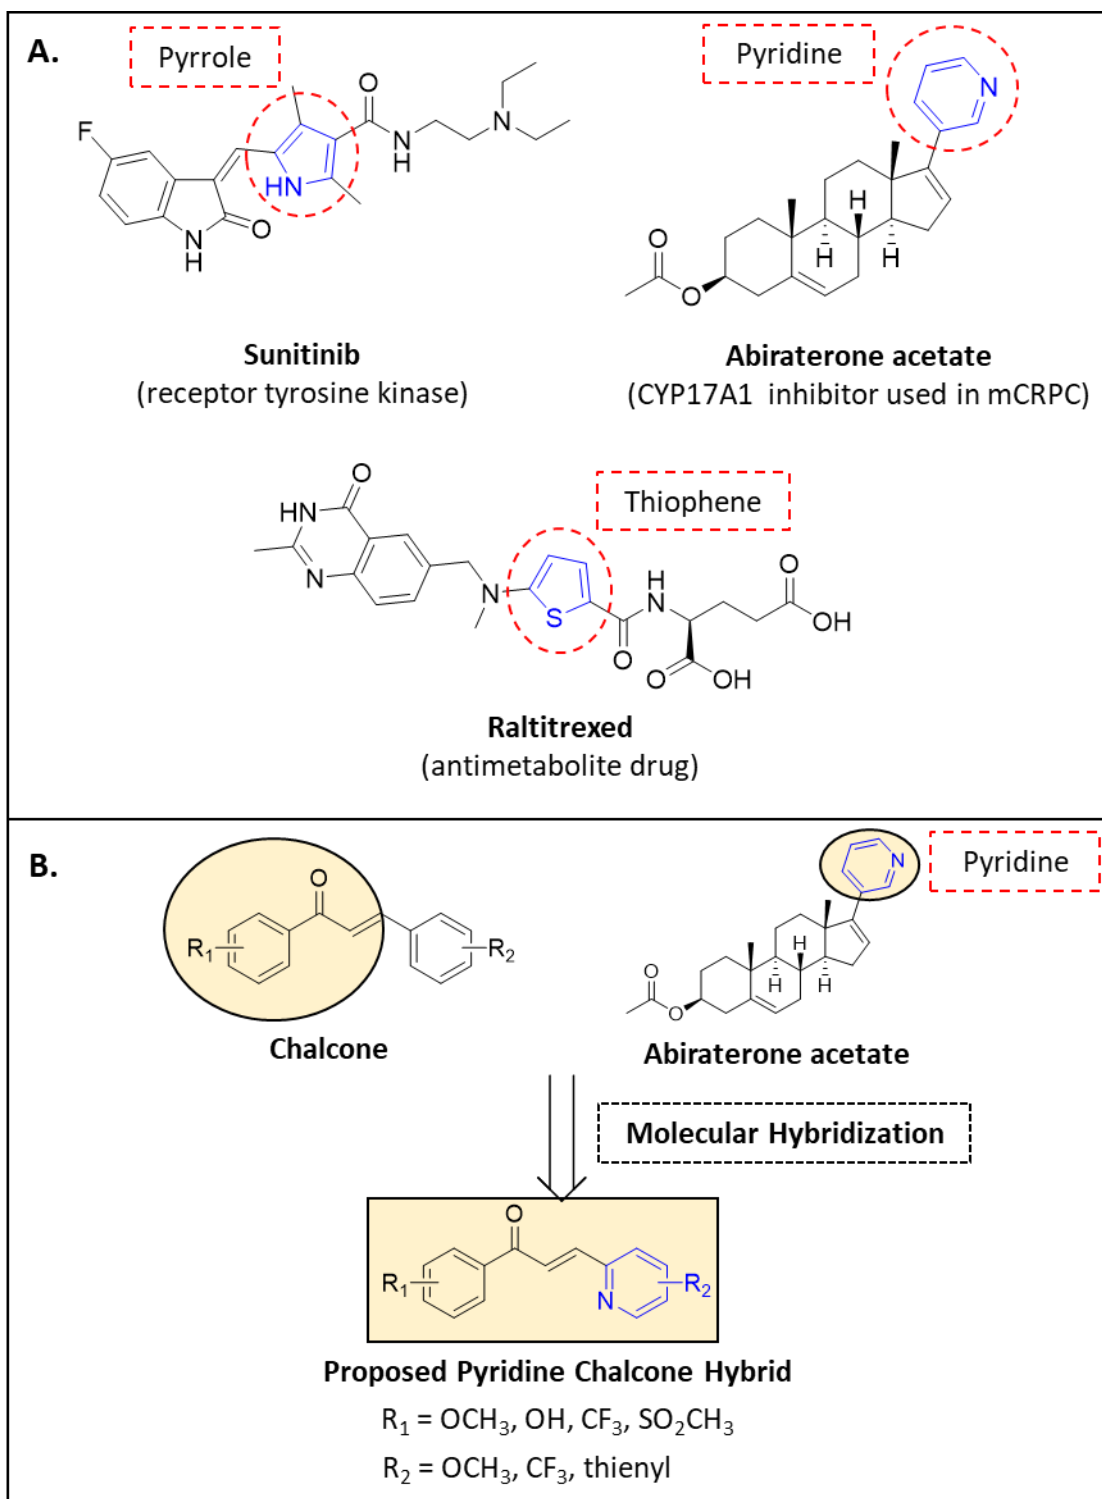 A.
Pyrrole
Pyridine
F
O
N
H
HN
O
N
H
N
N
H
H
H
O
O
Sunitinib
(receptor tyrosine kinase)
Abiraterone acetate
(CYP17A1 inhibitor used in mCRPC)
Thiophene
O
HN
N
N
S
O
H
N
O
OH
O
OH
Raltitrexed
(antimetabolite drug)
B.
O
R1
R2
Chalcone
N
Pyridine
H
H
H
O
O
Abiraterone acetate
Molecular Hybridization
O
R1
N
R2
Proposed Pyridine Chalcone Hybrid
R1 = OCH3, OH, CF3, SO2CH3
R2 = OCH3, CF3, thienyl